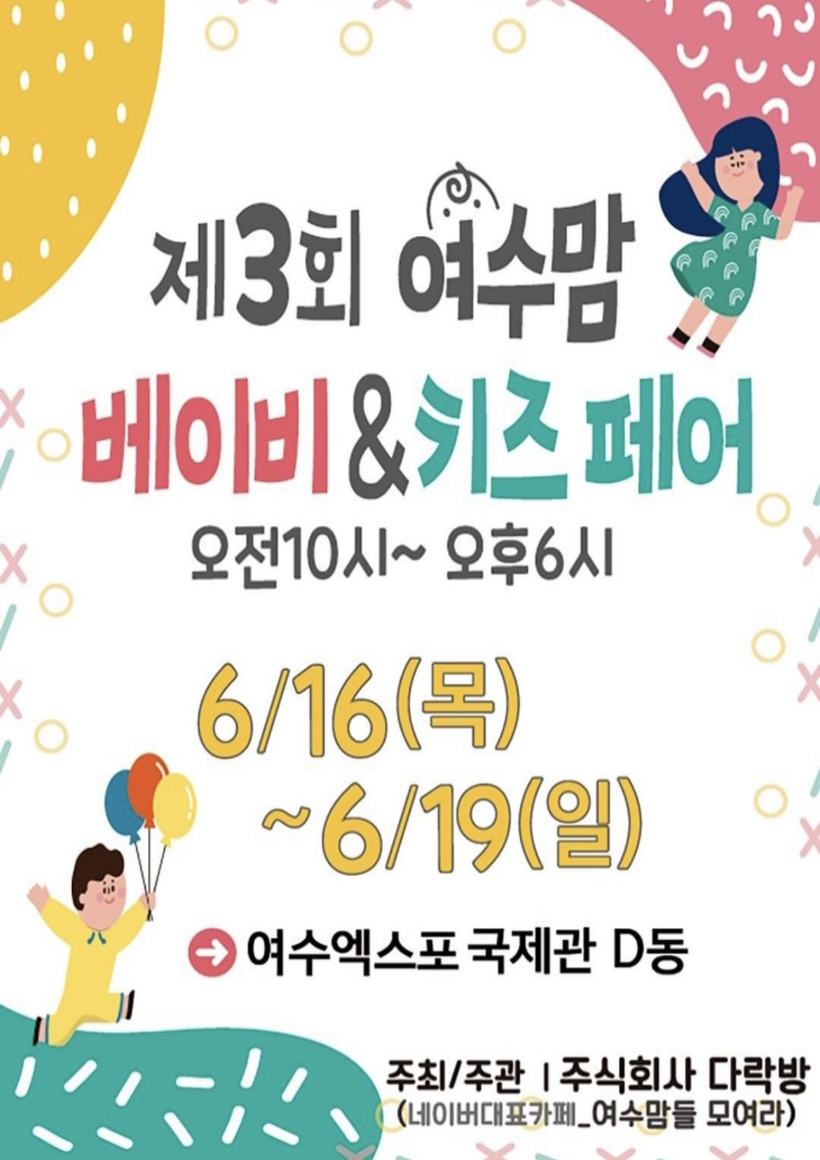 제3회 여수맘
베이비&키즈 페어
오전10시~ 오후6시
6/16(목)
~6/19(일)
여수엑스포 국제관 D동
주최/주관 | 주식회사 다락방
(네이버대표카페_여수맘들 모여라)